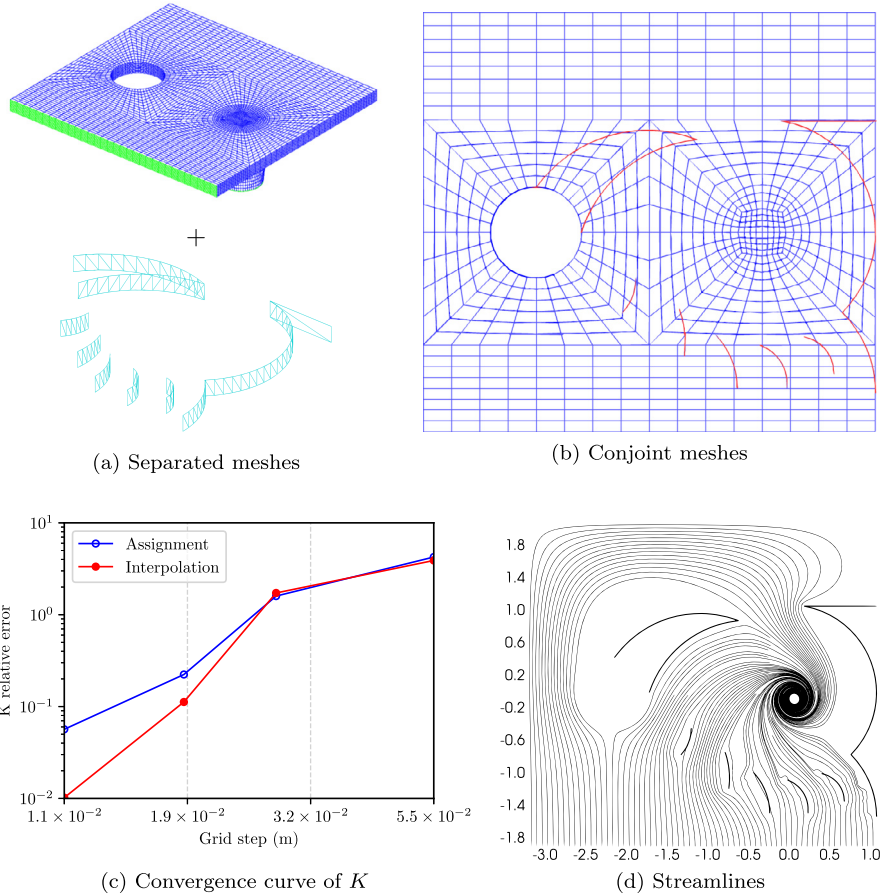 +
(a) Separated meshes
(b) Conjoint meshes
10^1
10^0
10^{-1}
10^{-2}
K relative error
Assignment
Interpolation
1.1 × 10^{-2}
1.9 × 10^{-2}
3.2 × 10^{-2}
5.5 × 10^{-2}
Grid step (m)
(c) Convergence curve of K
1.8
1.4
1.0
0.6
0.2
-0.2
-0.6
-1.0
-1.4
-1.8
-3.0 -2.5 -2.0 -1.5 -1.0 -0.5 0.0 0.5 1.0
(d) Streamlines